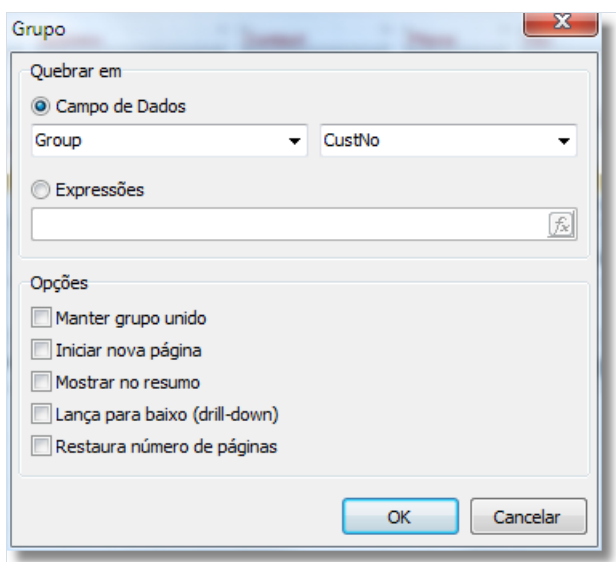 Grupo
Quebrar em
Campo de Dados
Group CustNo
Expressões
fx
Opções
Manter grupo unido
Iniciar nova página
Mostrar no resumo
Lança para baixo (drill-down)
Restaura número de páginas
OK Cancelar